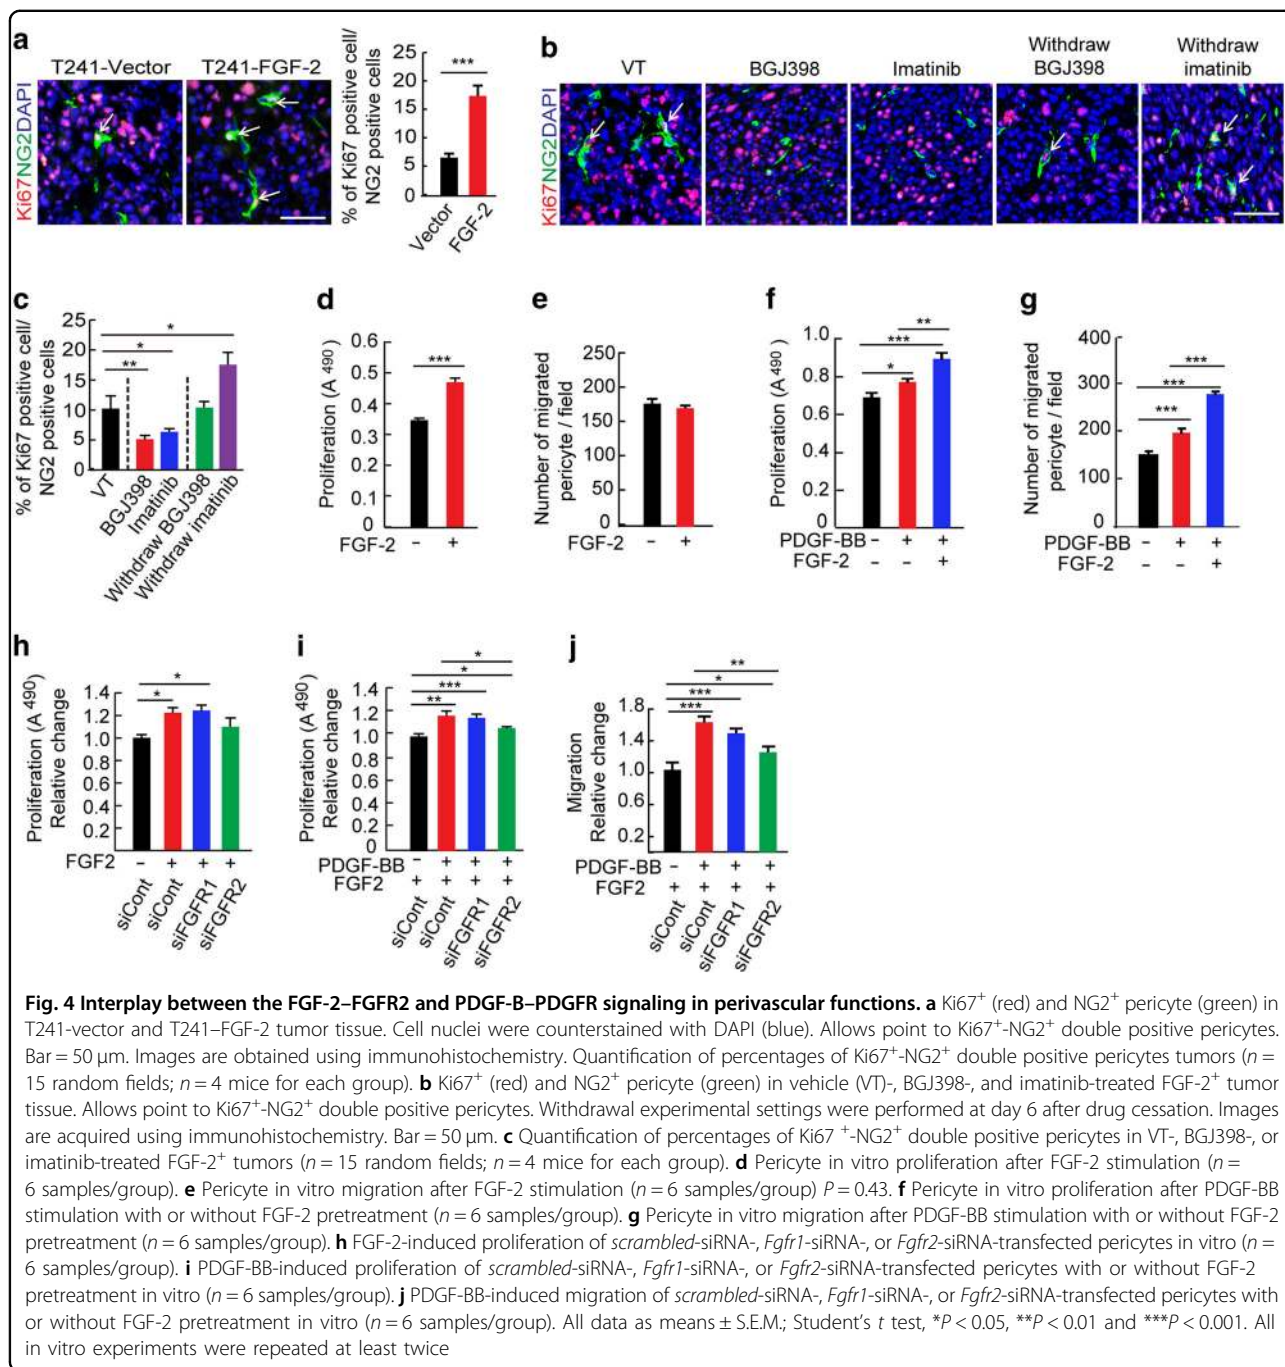 a
T241-Vector
T241-FGF-2
Ki67NG2DAPI
% of Ki67 positive cell/
NG2 positive cells
25
20
15
10
5
0
***
Vector
FGF-2
b
VT
BGJ398
Imatinib
Withdraw
BGJ398
Withdraw
imatinib
Ki67NG2DAPI
c
% of Ki67 positive cell/
NG2 positive cells
25
20
15
10
5
0
*
*
**
VT
BGJ398
Imatinib
Withdraw BGJ398
Withdraw imatinib
d
Proliferation (A 490)
0.6
0.5
0.4
0.3
0.2
0.1
0
***
FGF-2 − +
e
Number of migrated
pericyte / field
250
200
150
100
50
0
FGF-2 − +
f
Proliferation (A 490)
1.0
0.8
0.6
0.4
0.2
0
**
***
*
PDGF-BB − + +
FGF-2 − − +
g
Number of migrated
pericyte / field
400
300
200
100
0
***
***
***
PDGF-BB − + +
FGF-2 − − +
h
Proliferation (A 490)
Relative change
1.4
1.2
1.0
1.2
0.8
0.6
0.2
*
*
FGF2 − + + +
siCont
siCont
siFGFR1
siFGFR2
i
Proliferation (A 490)
Relative change
1.4
1.2
1.0
0.8
0.6
0.4
0.2
0
*
*
***
**
PDGF-BB − + + +
FGF2 + + + +
siCont
siCont
siFGFR1
siFGFR2
j
Migration
Relative change
1.8
1.4
1.0
0.6
0.2
**
*
***
***
PDGF-BB − + + +
FGF2 + + + +
siCont
siCont
siFGFR1
siFGFR2
Fig. 4 Interplay between the FGF-2–FGFR2 and PDGF-B–PDGFR signaling in perivascular functions. a Ki67+ (red) and NG2+ pericyte (green) in
T241-vector and T241–FGF-2 tumor tissue. Cell nuclei were counterstained with DAPI (blue). Allows point to Ki67+-NG2+ double positive pericytes.
Bar = 50 μm. Images are obtained using immunohistochemistry. Quantification of percentages of Ki67+-NG2+ double positive pericytes tumors (n =
15 random fields; n = 4 mice for each group). b Ki67+ (red) and NG2+ pericyte (green) in vehicle (VT)-, BGJ398-, and imatinib-treated FGF-2+ tumor
tissue. Allows point to Ki67+-NG2+ double positive pericytes. Withdrawal experimental settings were performed at day 6 after drug cessation. Images
are acquired using immunohistochemistry. Bar = 50 μm. c Quantification of percentages of Ki67 +-NG2+ double positive pericytes in VT-, BGJ398-, or
imatinib-treated FGF-2+ tumors (n = 15 random fields; n = 4 mice for each group). d Pericyte in vitro proliferation after FGF-2 stimulation (n =
6 samples/group). e Pericyte in vitro migration after FGF-2 stimulation (n = 6 samples/group) P = 0.43. f Pericyte in vitro proliferation after PDGF-BB
stimulation with or without FGF-2 pretreatment (n = 6 samples/group). g Pericyte in vitro migration after PDGF-BB stimulation with or without FGF-2
pretreatment (n = 6 samples/group). h FGF-2-induced proliferation of scrambled-siRNA-, Fgfr1-siRNA-, or Fgfr2-siRNA-transfected pericytes in vitro (n =
6 samples/group). i PDGF-BB-induced proliferation of scrambled-siRNA-, Fgfr1-siRNA-, or Fgfr2-siRNA-transfected pericytes with or without FGF-2
pretreatment in vitro (n = 6 samples/group). j PDGF-BB-induced migration of scrambled-siRNA-, Fgfr1-siRNA-, or Fgfr2-siRNA-transfected pericytes with
or without FGF-2 pretreatment in vitro (n = 6 samples/group). All data as means ± S.E.M.; Student's t test, *P < 0.05, **P < 0.01 and ***P < 0.001. All
in vitro experiments were repeated at least twice